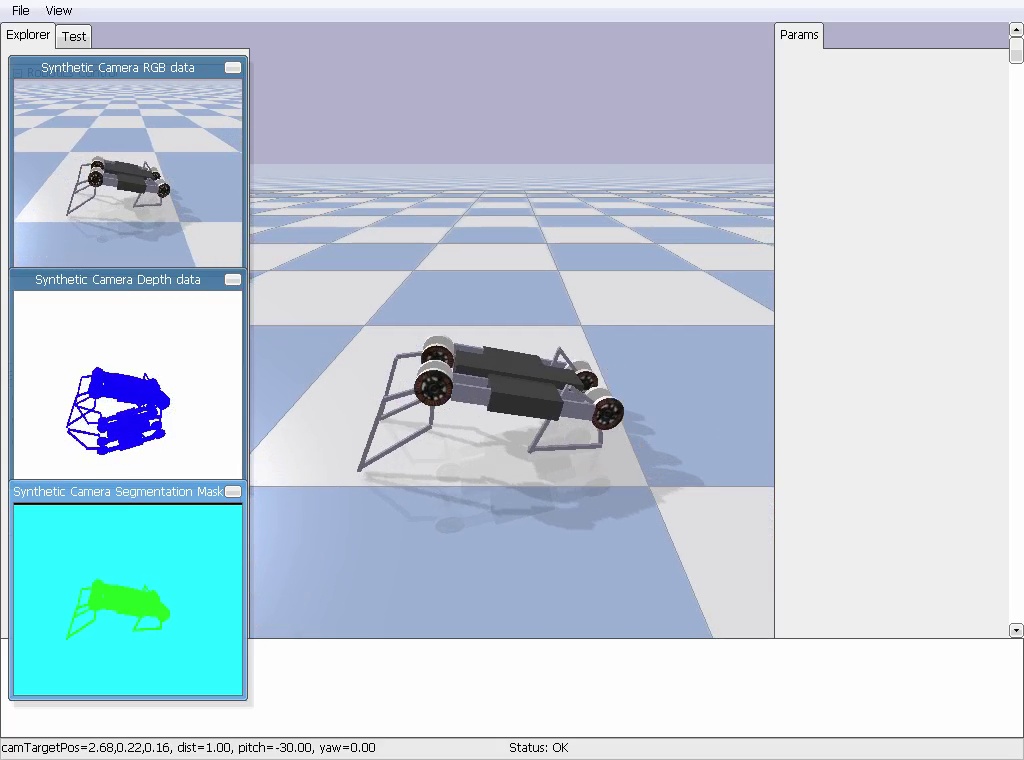 File View
Explorer Test
Params
Synthetic Camera RGB data
Synthetic Camera Depth data
Synthetic Camera Segmentation Mask
camTargetPos=2.68,0.22,0.16, dist=1.00, pitch=-30.00, yaw=0.00
Status: OK